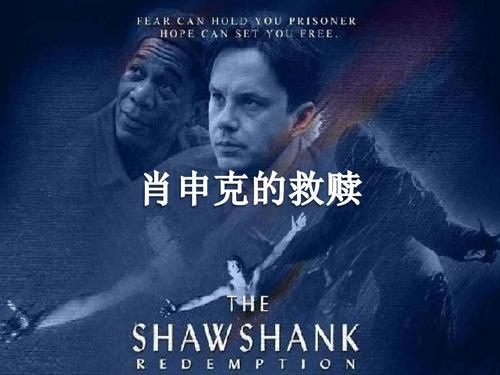 FEAR CAN HOLD YOU PRISONER
HOPE CAN SET YOU FREE.
肖申克的救赎
THE
SHAWSHANK
REDEMPTION